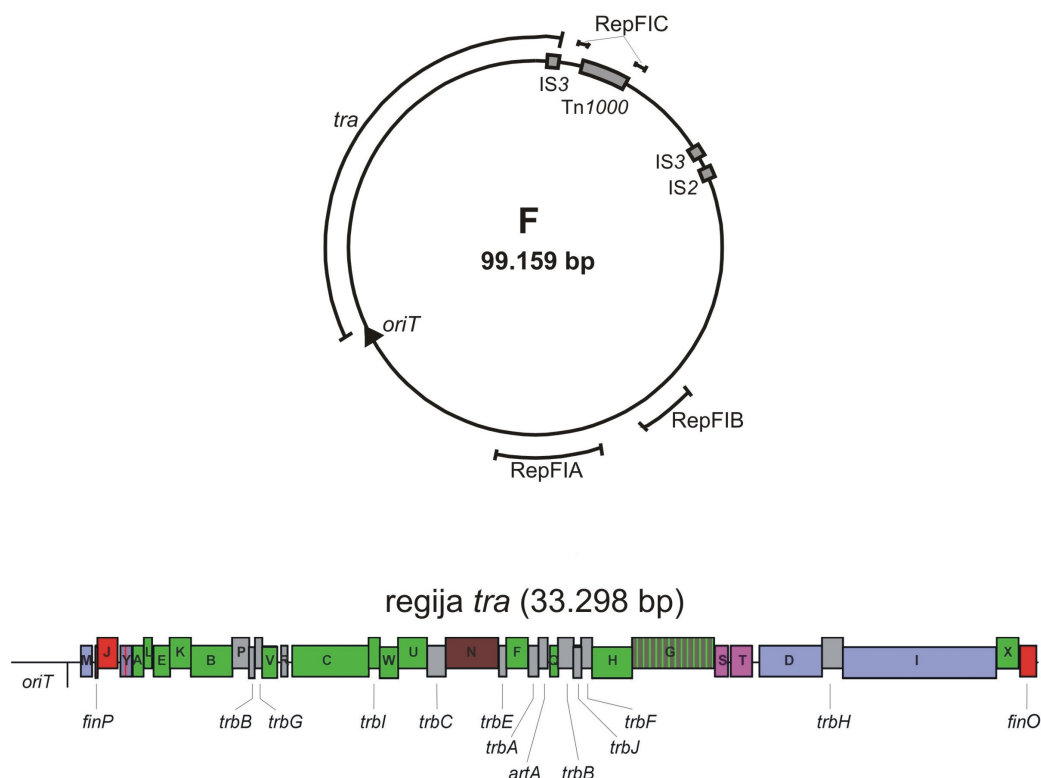 RepFIC
IS3
Tn1000
tra
IS3
IS2
F
99.159 bp
oriT
RepFIB
RepFIA
regija tra (33.298 bp)
M J Y A L E K B P V R C W U N F Q H G S T D I X
oriT
finP trbB trbG trbI trbC trbE trbF trbH finO
trbA trbJ
artA trbB